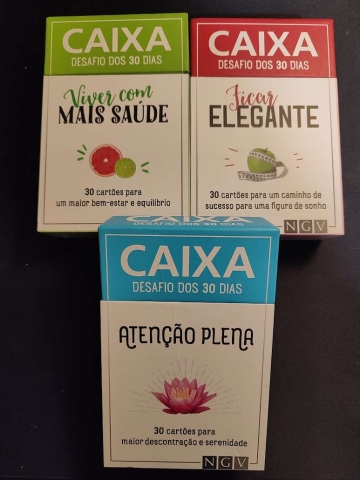 CAIXA
DESAFIO DOS 30 DIAS
Viver com
MAIS SAÚDE
30 cartões para
um maior bem-estar e equilíbrio
CAIXA
DESAFIO DOS 30 DIAS
Ficar
ELEGANTE
30 cartões para um caminho de
sucesso para uma figura de sonho
NGV
CAIXA
DESAFIO DOS 30 DIAS
ATENÇÃO PLENA
30 cartões para
maior descontração e serenidade
NGV